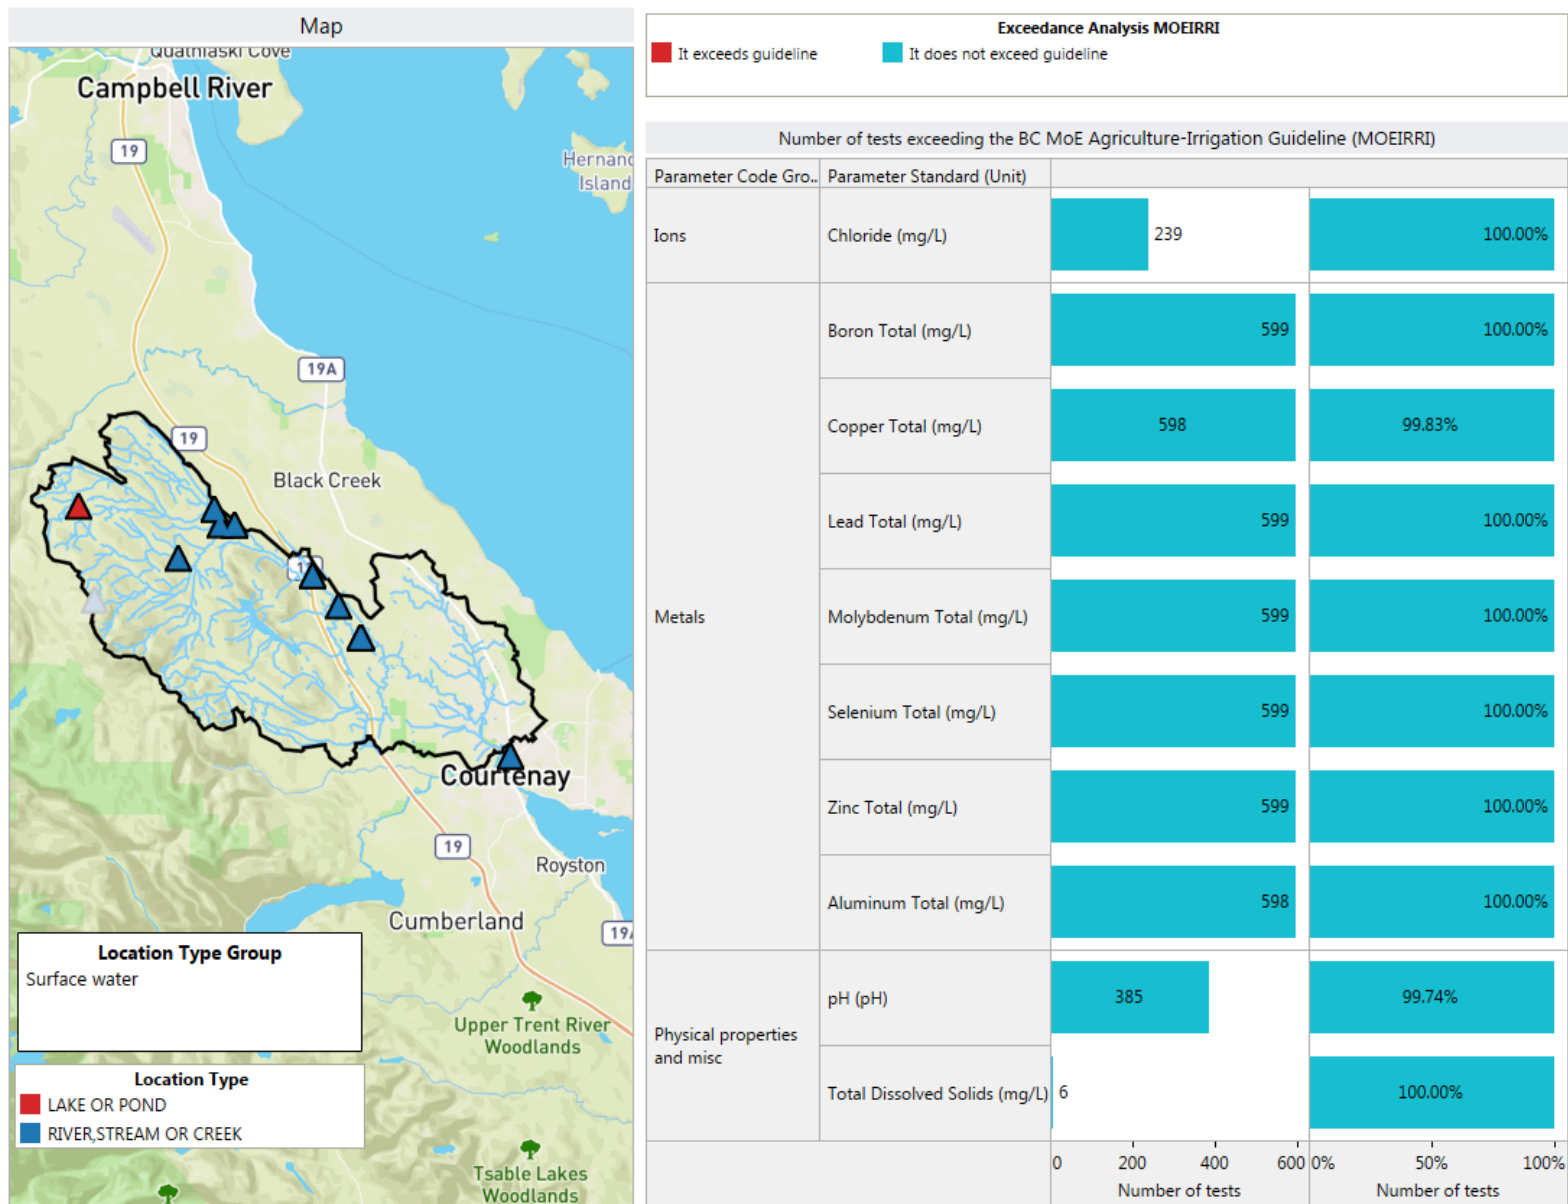 Map
Quathiaski Cove
Campbell River
19
Hernand
Island
19A
19
Black Creek
Courtenay
19
Royston
Cumberland
19A
Upper Trent River
Woodlands
Tsable Lakes
Woodlands
Location Type Group
Surface water
Location Type
LAKE OR POND
RIVER,STREAM OR CREEK
Exceedance Analysis MOEIRRI
It exceeds guideline
It does not exceed guideline
Number of tests exceeding the BC MoE Agriculture-Irrigation Guideline (MOEIRRI)
Parameter Code Gro.. Parameter Standard (Unit)
Ions Chloride (mg/L) 239 100.00%
Boron Total (mg/L) 599 100.00%
Copper Total (mg/L) 598 99.83%
Lead Total (mg/L) 599 100.00%
Metals Molybdenum Total (mg/L) 599 100.00%
Selenium Total (mg/L) 599 100.00%
Zinc Total (mg/L) 599 100.00%
Aluminum Total (mg/L) 598 100.00%
pH (pH) 385 99.74%
Physical properties
and misc
Total Dissolved Solids (mg/L) 6 100.00%
0 200 400 600 0% 50% 100%
Number of tests Number of tests